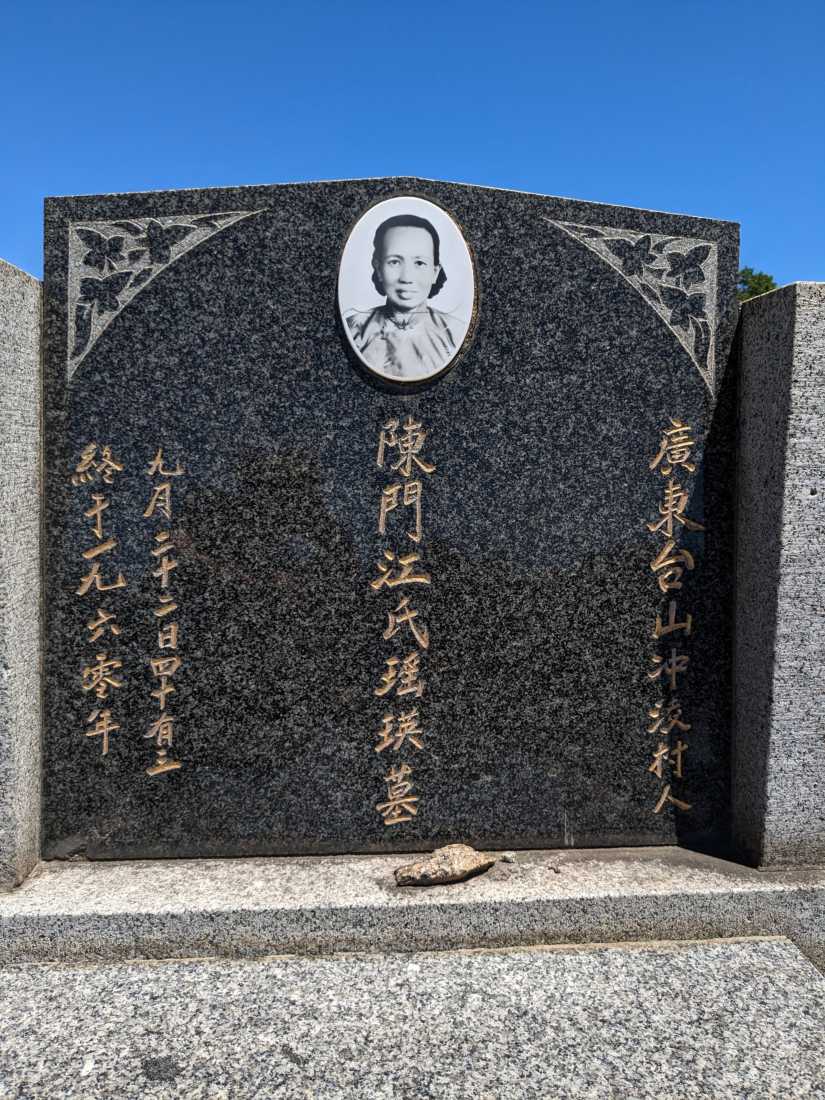 廣東台山冲村人
陳門江氏瑶瑛墓
終于一九六零年
九月二十二日四十有三